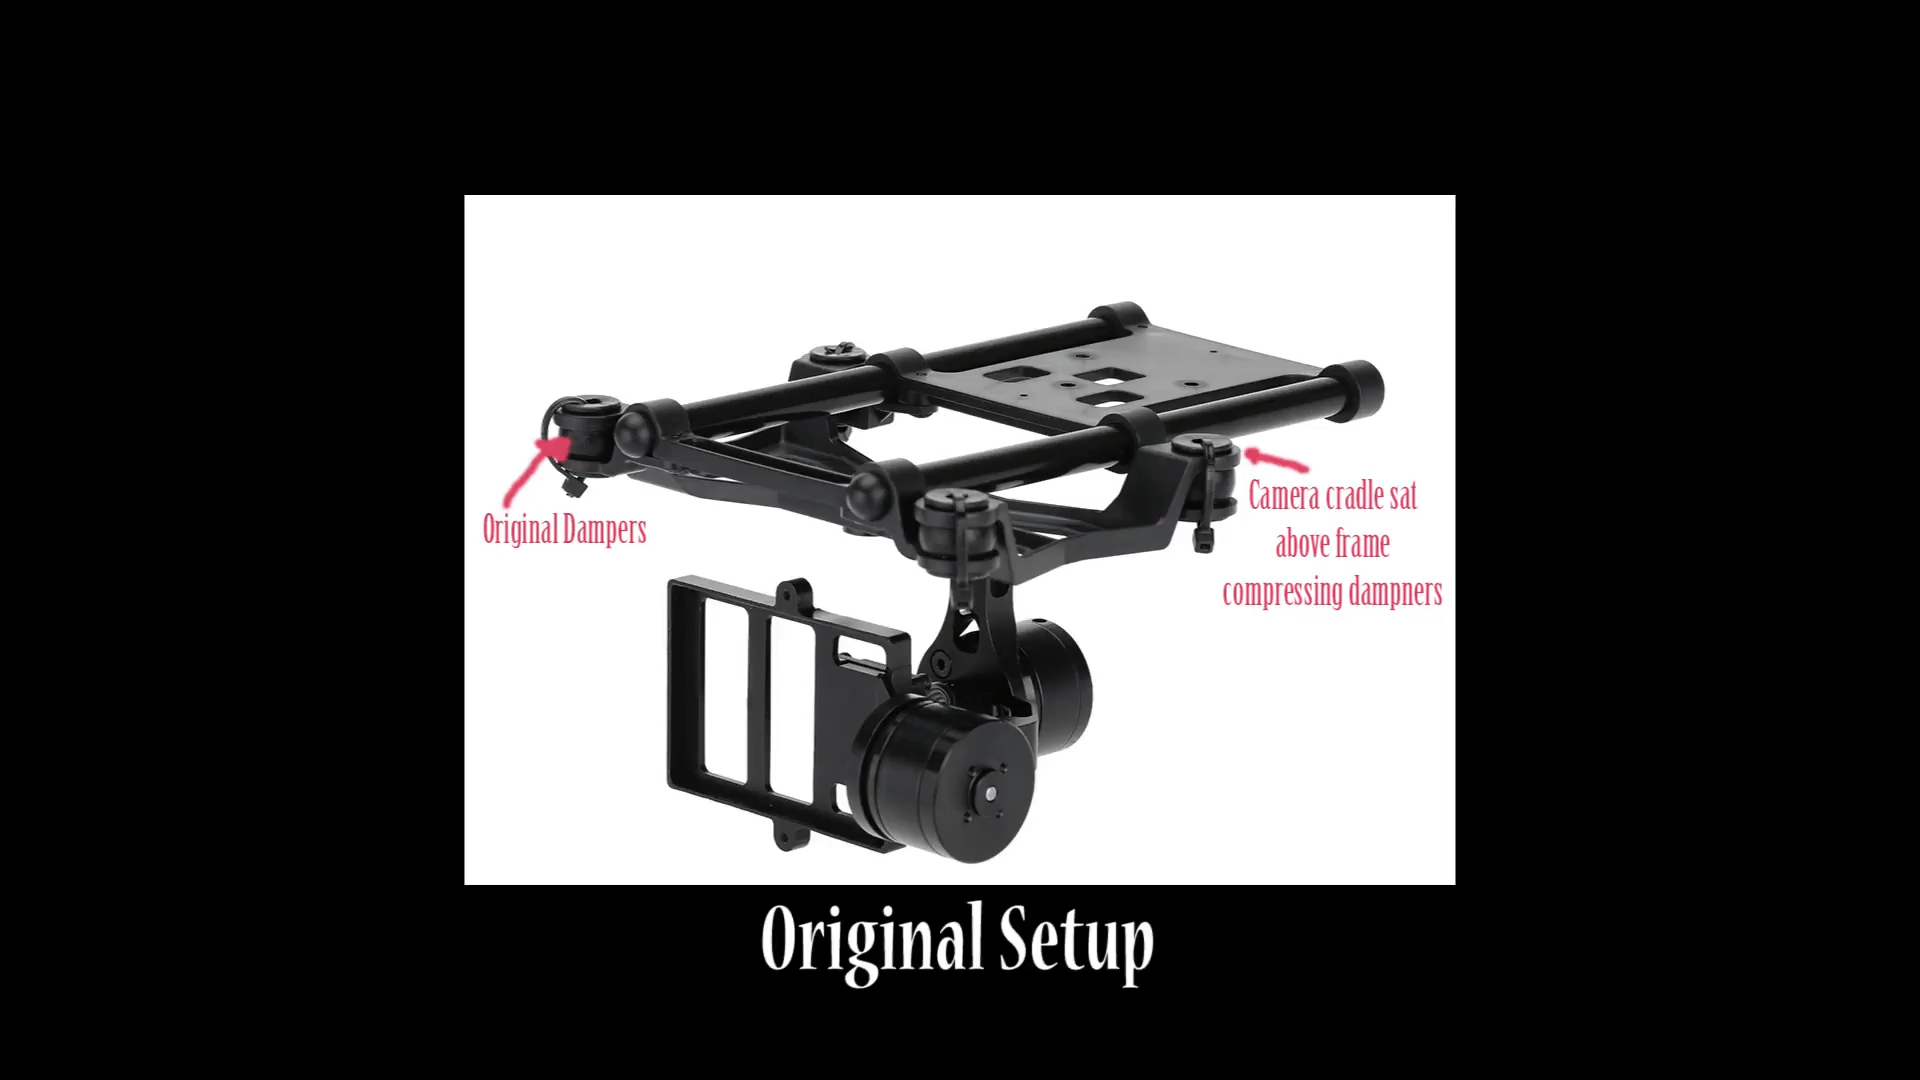 Original Dampers
Camera cradle sat
above frame
compressing dampners
Original Setup